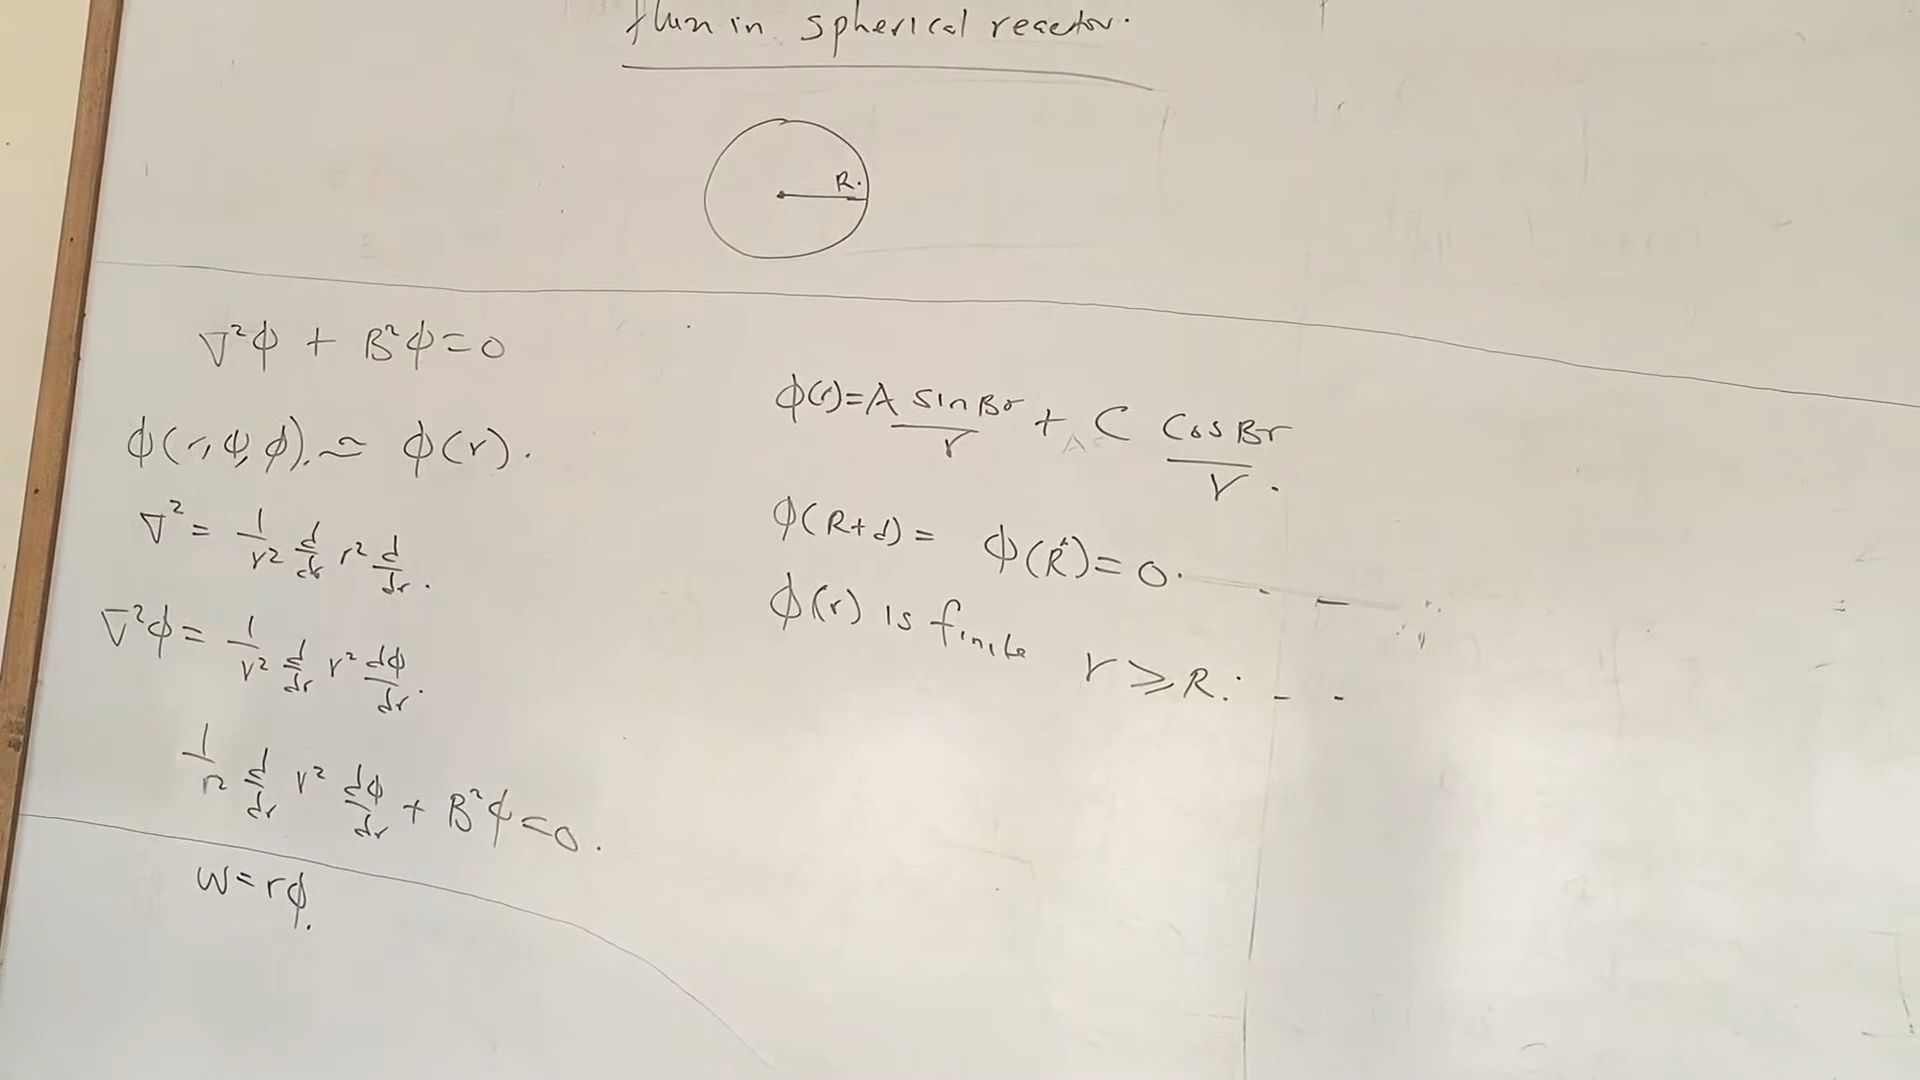 flux in spherical reactor.
R.
∇²ϕ + B²ϕ = 0
ϕ(r, ψ, ϕ). ≃ ϕ(r).
∇² = 1/r² d/dr r² d/dr.
∇²ϕ = 1/r² d/dr r² dϕ/dr.
1/r² d/dr r² dϕ/dr + B²ϕ = 0.
W = rϕ.
ϕ(r) = A sin Br/r + C Cos Br/r.
ϕ(R+d) = ϕ(R̂) = 0.
ϕ(r) is finite r ⩾ R. - -